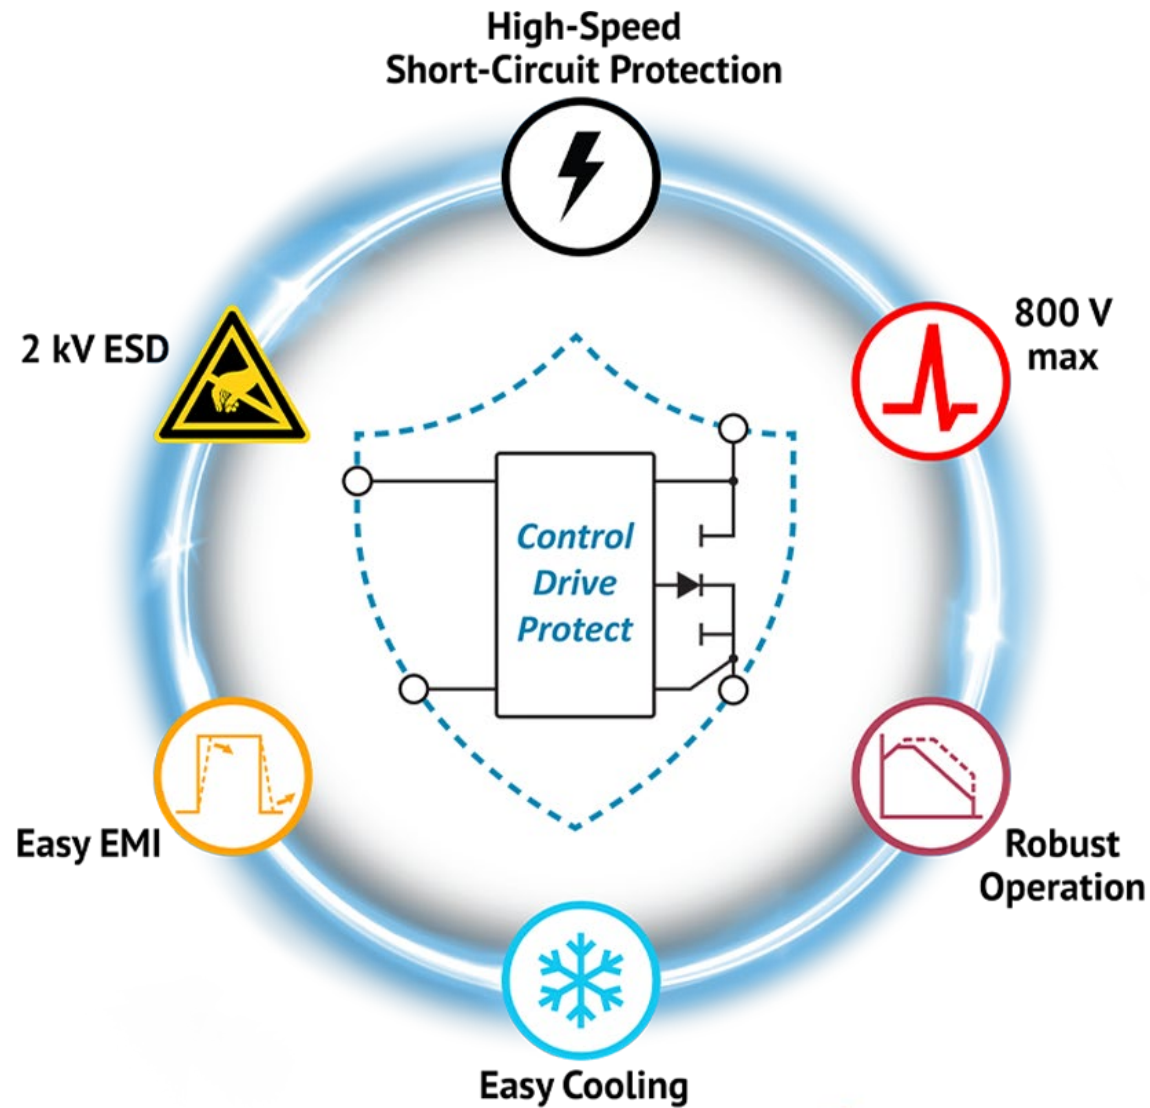 High-Speed
Short-Circuit Protection
800 V
max
2 kV ESD
Control
Drive
Protect
Easy EMI
Robust
Operation
Easy Cooling